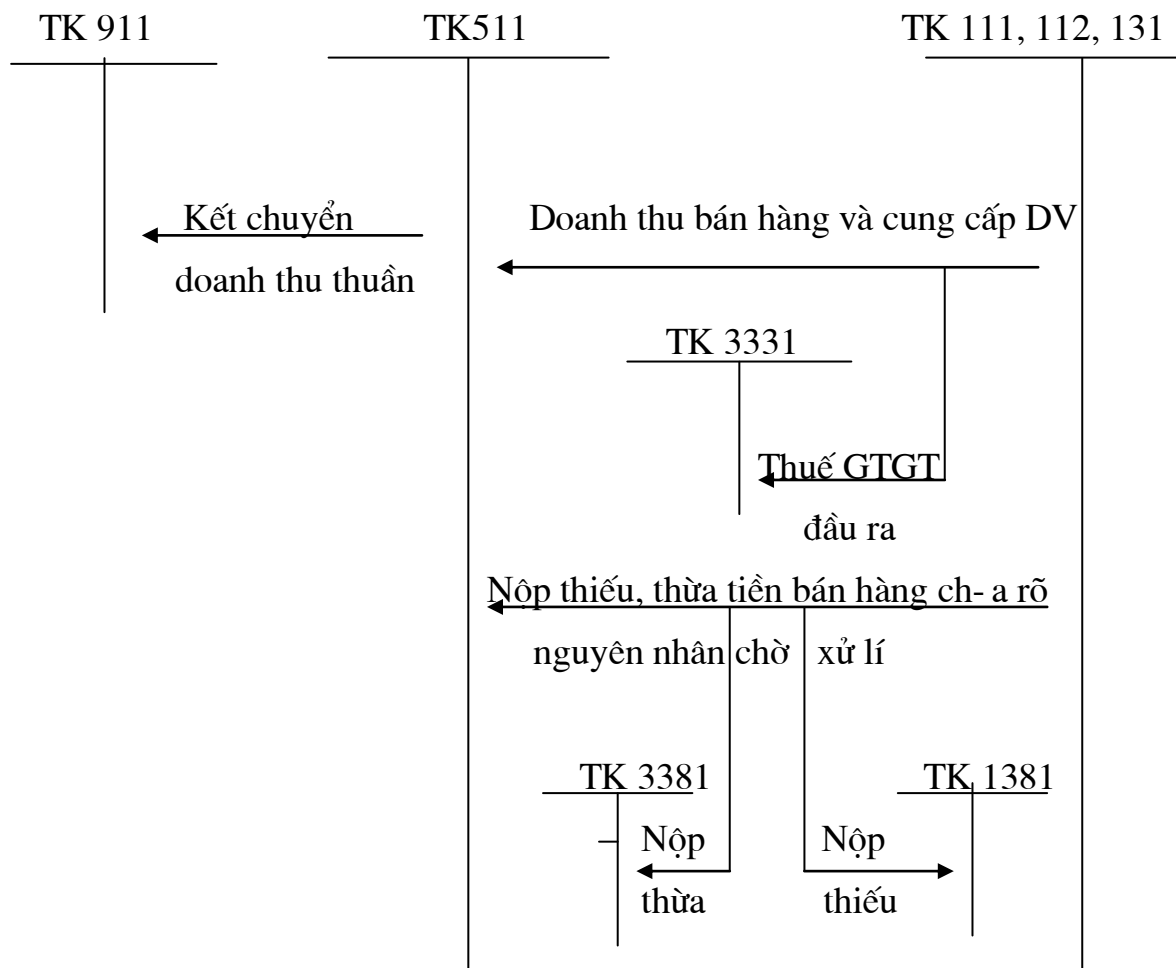 TK 911 TK511 TK 111, 112, 131
Kết chuyển Doanh thu bán hàng và cung cấp DV
doanh thu thuần
TK 3331
Thuế GTGT
đầu ra
Nộp thiếu, thừa tiền bán hàng ch- a rõ
nguyên nhân chờ xử lí
TK 3381 TK 1381
Nộp Nộp
thừa thiếu